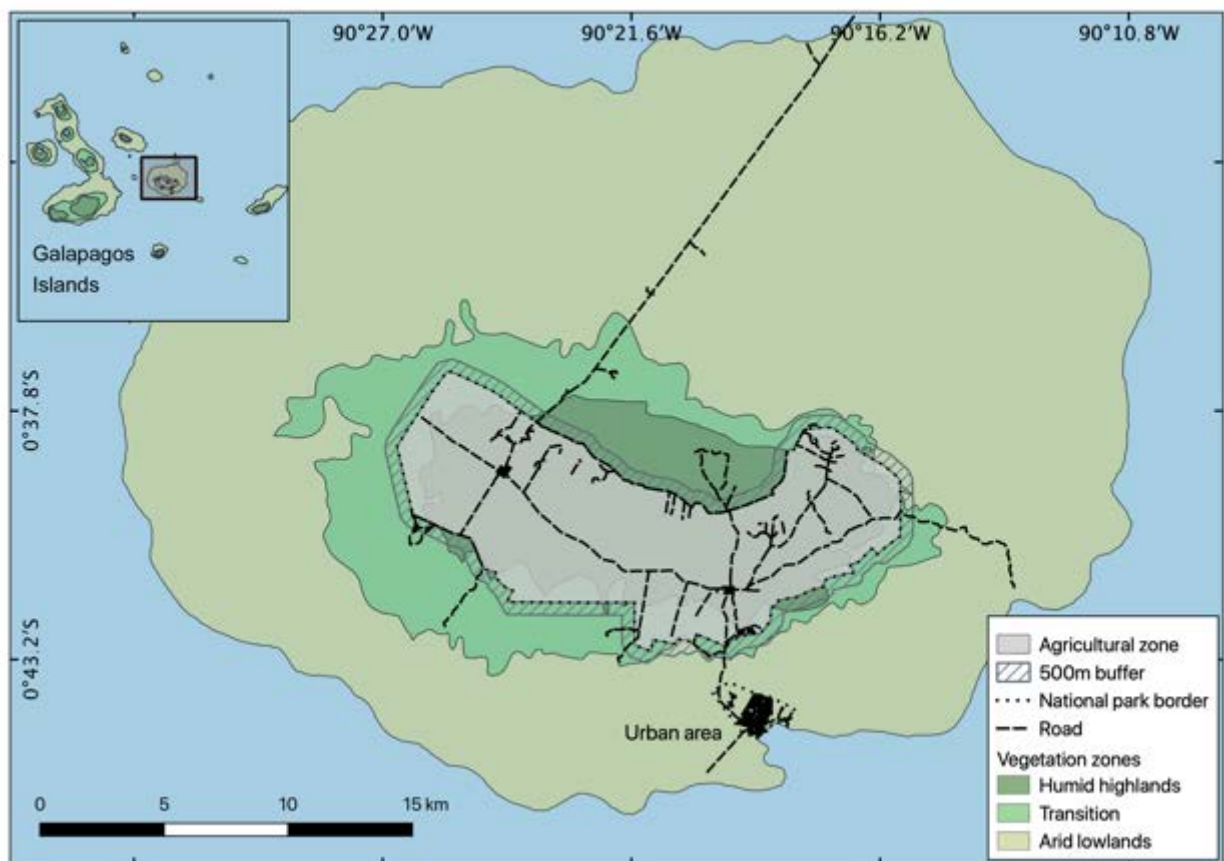 90°27.0'W
90°21.6'W
90°16.2'W
90°10.8'W
Galapagos
Islands
0°37.8'S
0°43.2'S
Urban area
0
5
10
15 km
Agricultural zone
500m buffer
National park border
Road
Vegetation zones
Humid highlands
Transition
Arid lowlands